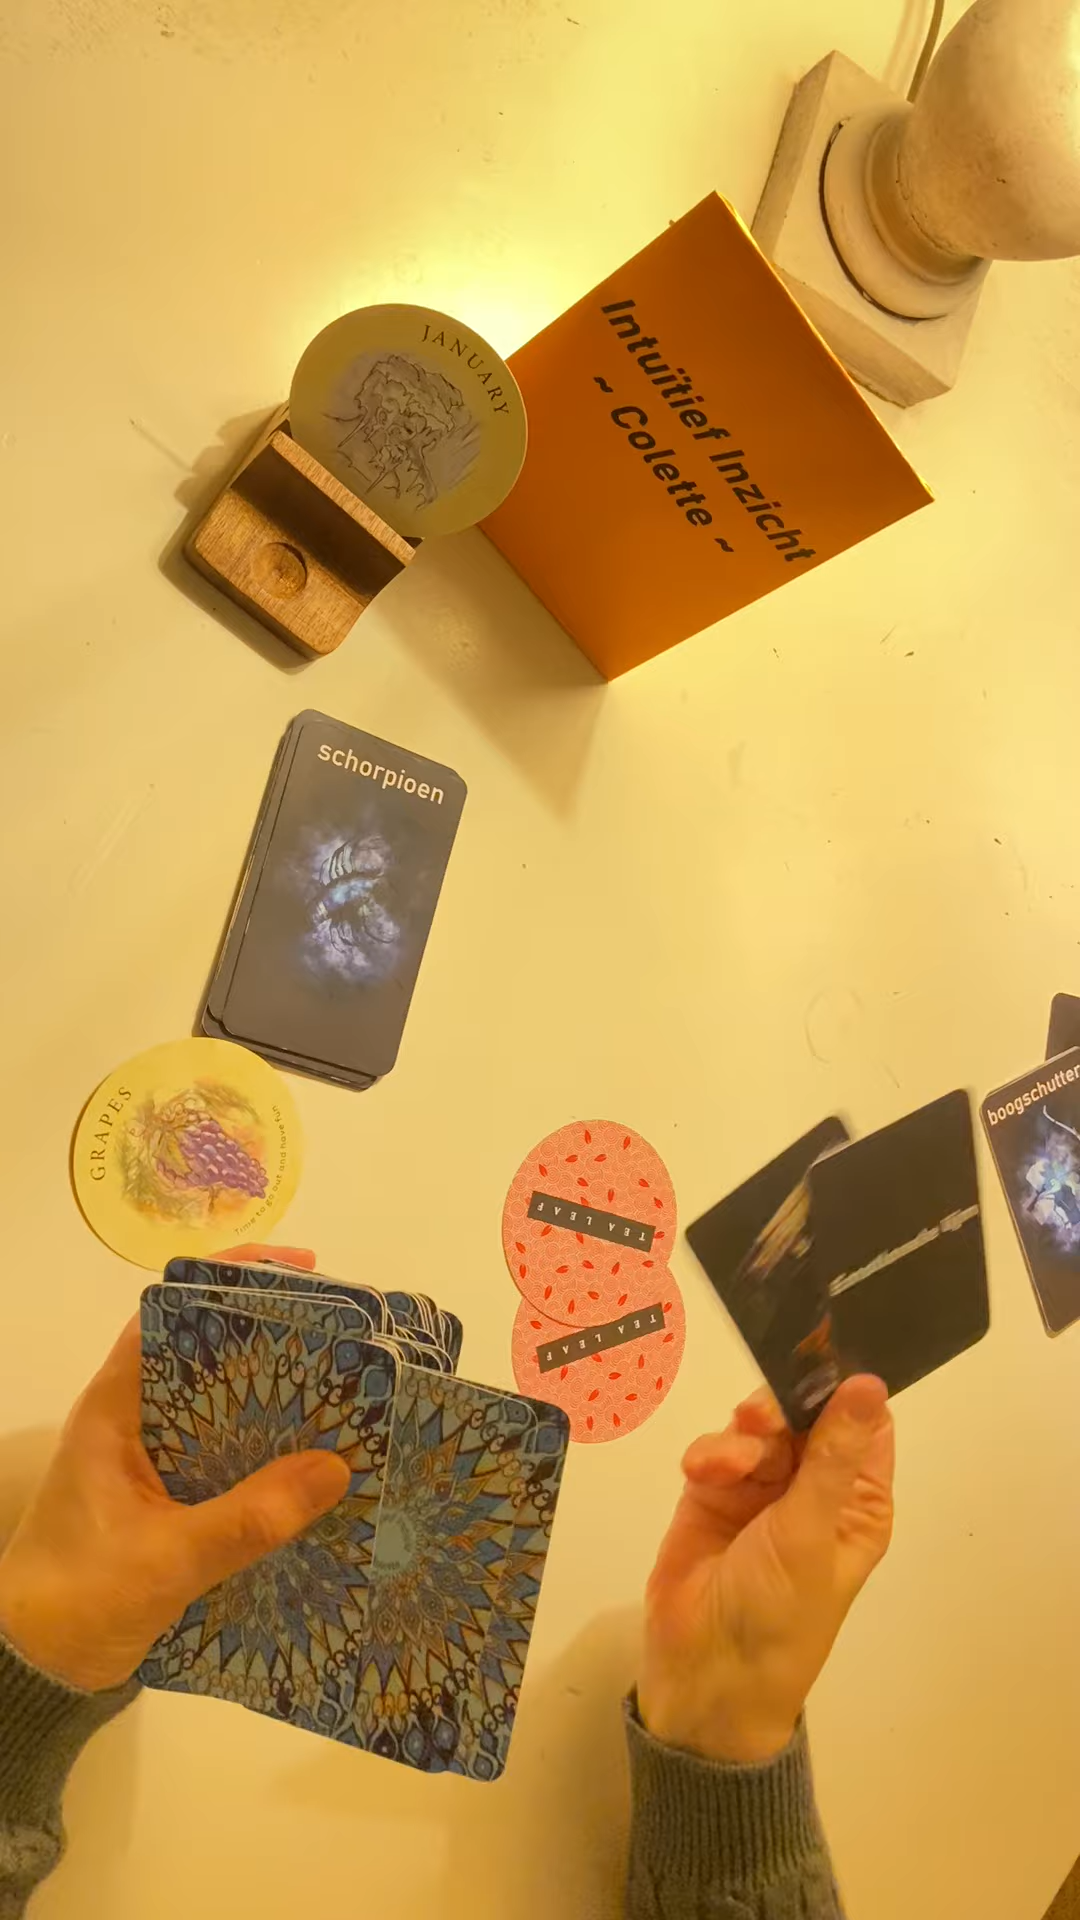 JANUARY
Intuïtief Inzicht
~ Colette ~
schorpioen
boogschutter
GRAPES
Time to go out and have fun
TEA LEAF
TEA LEAF